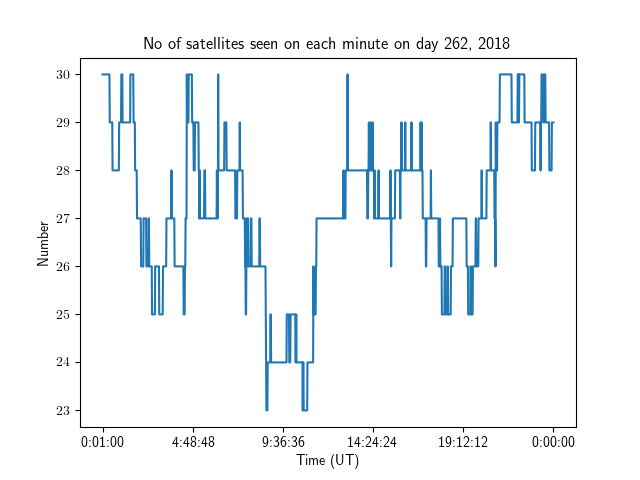 No of satellites seen on each minute on day 262, 2018
30
29
28
27
26
25
24
23
Number
0:01:00 4:48:48 9:36:36 14:24:24 19:12:12 0:00:00
Time (UT)